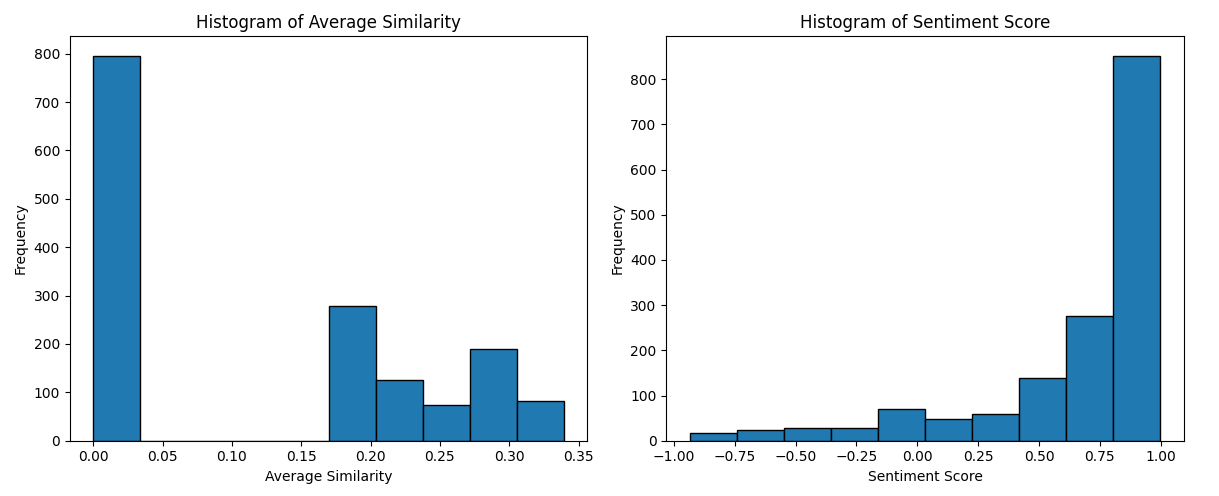 Histogram of Average Similarity
Frequency
800
700
600
500
400
300
200
100
0
0.00 0.05 0.10 0.15 0.20 0.25 0.30 0.35
Average Similarity
Histogram of Sentiment Score
Frequency
800
700
600
500
400
300
200
100
0
−1.00 −0.75 −0.50 −0.25 0.00 0.25 0.50 0.75 1.00
Sentiment Score